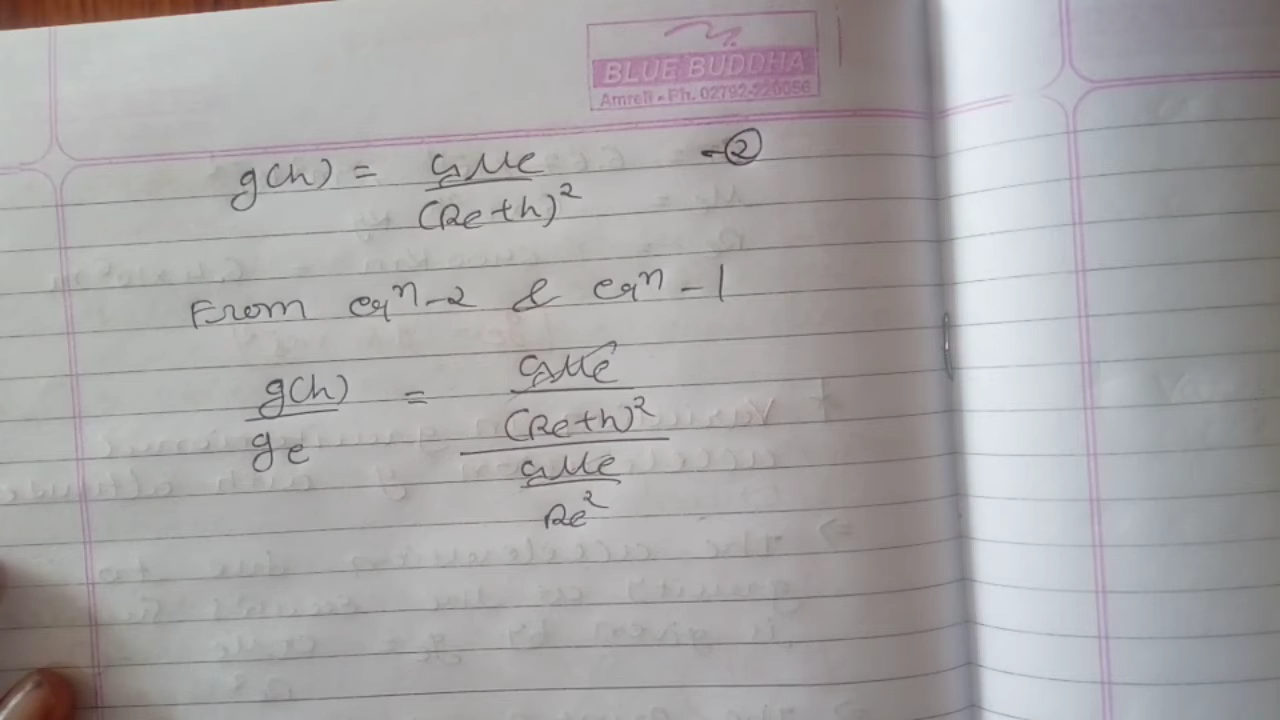 BLUE BUDDHA
Amreli - Ph. 02792-220056
g(h) = GMe / (Re+h)² -②
From eqⁿ-2 & eqⁿ-1
g(h) / ge = GMe / (Re+h)² / GMe / Re²